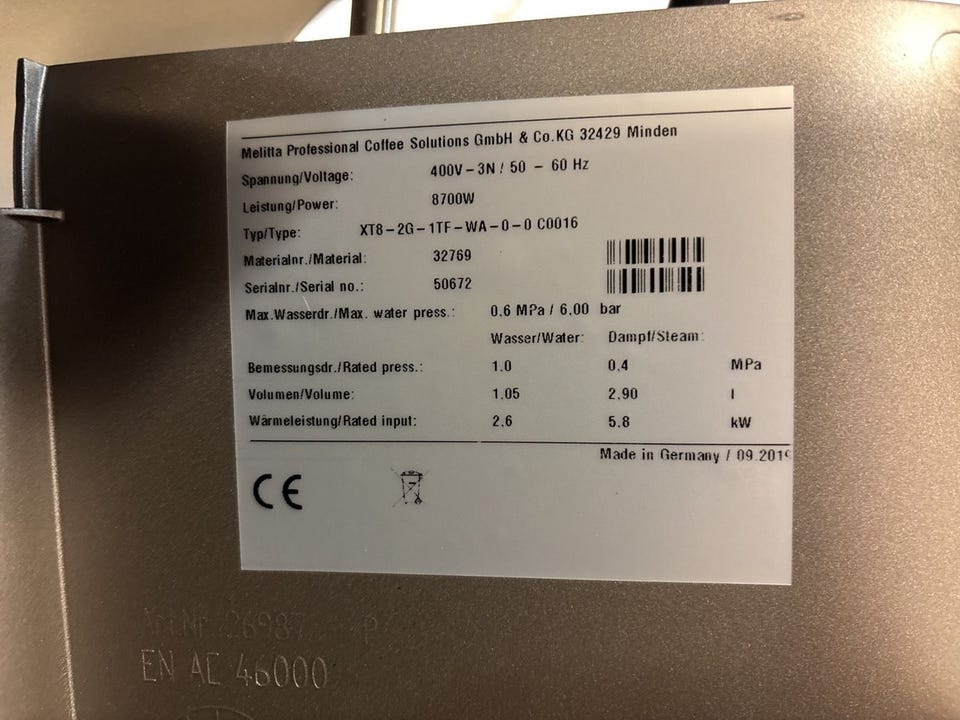 Melitta Professional Coffee Solutions GmbH & Co.KG 32429 Minden
Spannung/Voltage: 400V-3N / 50 - 60 Hz
Leistung/Power: 8700W
Typ/Type: XT8-2G-1TF-WA-0-0 C0016
Materialnr./Material: 32769
Serialnr./Serial no.: 50672
Max.Wasserdr./Max. water press.: 0,6 MPa / 6,00 bar
Wasser/Water: Dampf/Steam:
Bemessungsdr./Rated press.: 1.0 0,4 MPa
Volumen/Volume: 1.05 2.90 l
Wärmeleistung/Rated input: 2.6 5.8 kW
Made in Germany / 09.2019
CE
Art.Nr. 26987
EN AE 46000